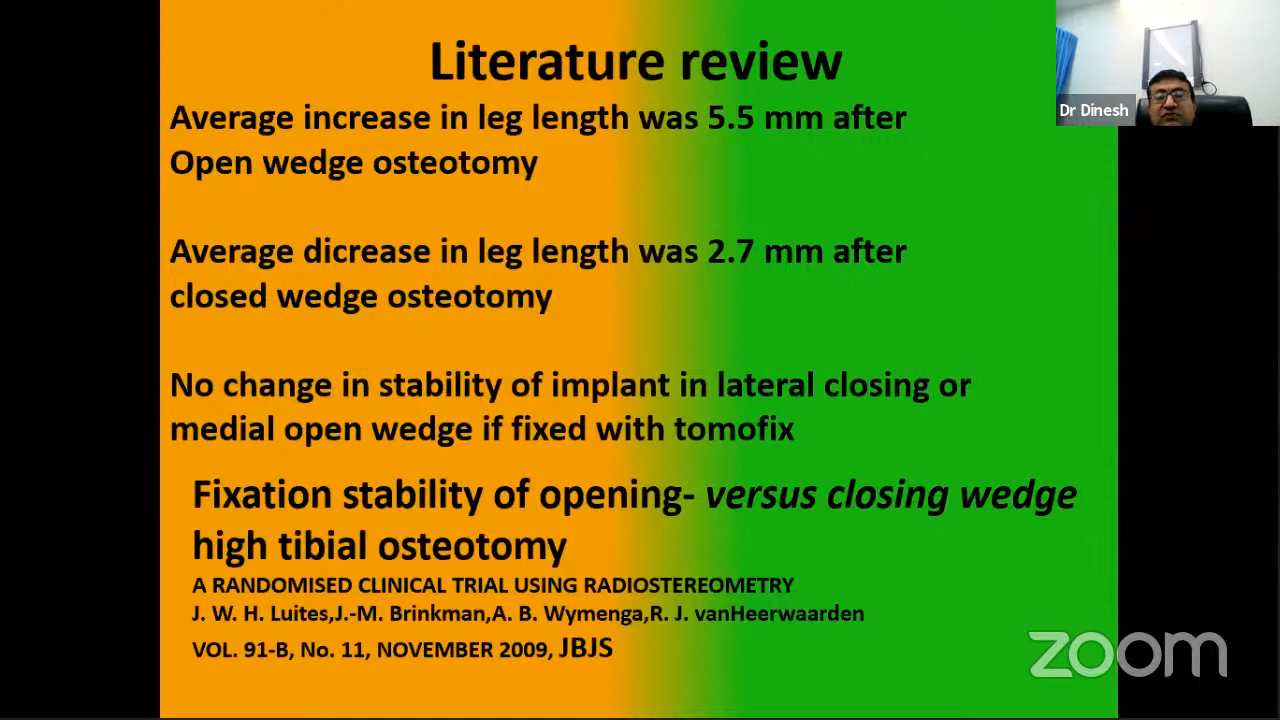 Literature review
Average increase in leg length was 5.5 mm after
Open wedge osteotomy
Average dicrease in leg length was 2.7 mm after
closed wedge osteotomy
No change in stability of implant in lateral closing or
medial open wedge if fixed with tomofix
Fixation stability of opening- versus closing wedge
high tibial osteotomy
A RANDOMISED CLINICAL TRIAL USING RADIOSTEREOMETRY
J. W. H. Luites,J.-M. Brinkman,A. B. Wymenga,R. J. vanHeerwaarden
VOL. 91-B, No. 11, NOVEMBER 2009, JBJS
Dr Dinesh
zoom